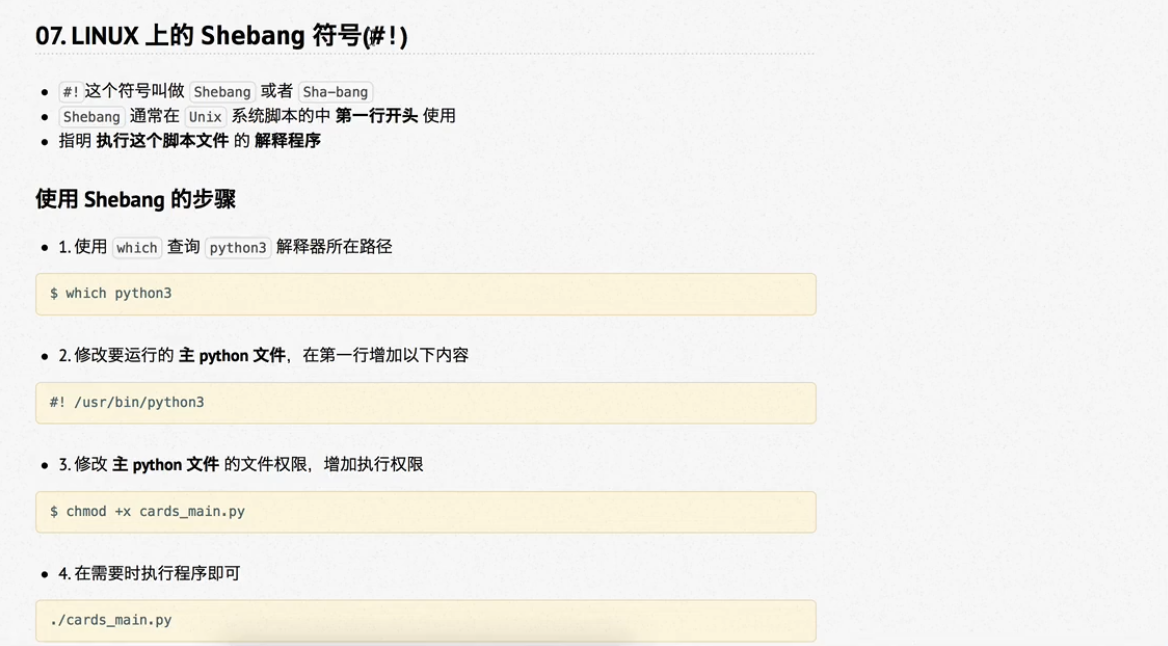 07. LINUX 上的 Shebang 符号(#!)
#! 这个符号叫做 Shebang 或者 Sha-bang
Shebang 通常在 Unix 系统脚本的中 第一行开头 使用
指明 执行这个脚本文件 的 解释程序
使用 Shebang 的步骤
1. 使用 which 查询 python3 解释器所在路径
$ which python3
2. 修改要运行的 主 python 文件，在第一行增加以下内容
#! /usr/bin/python3
3. 修改 主 python 文件 的文件权限，增加执行权限
$ chmod +x cards_main.py
4. 在需要时执行程序即可
./cards_main.py